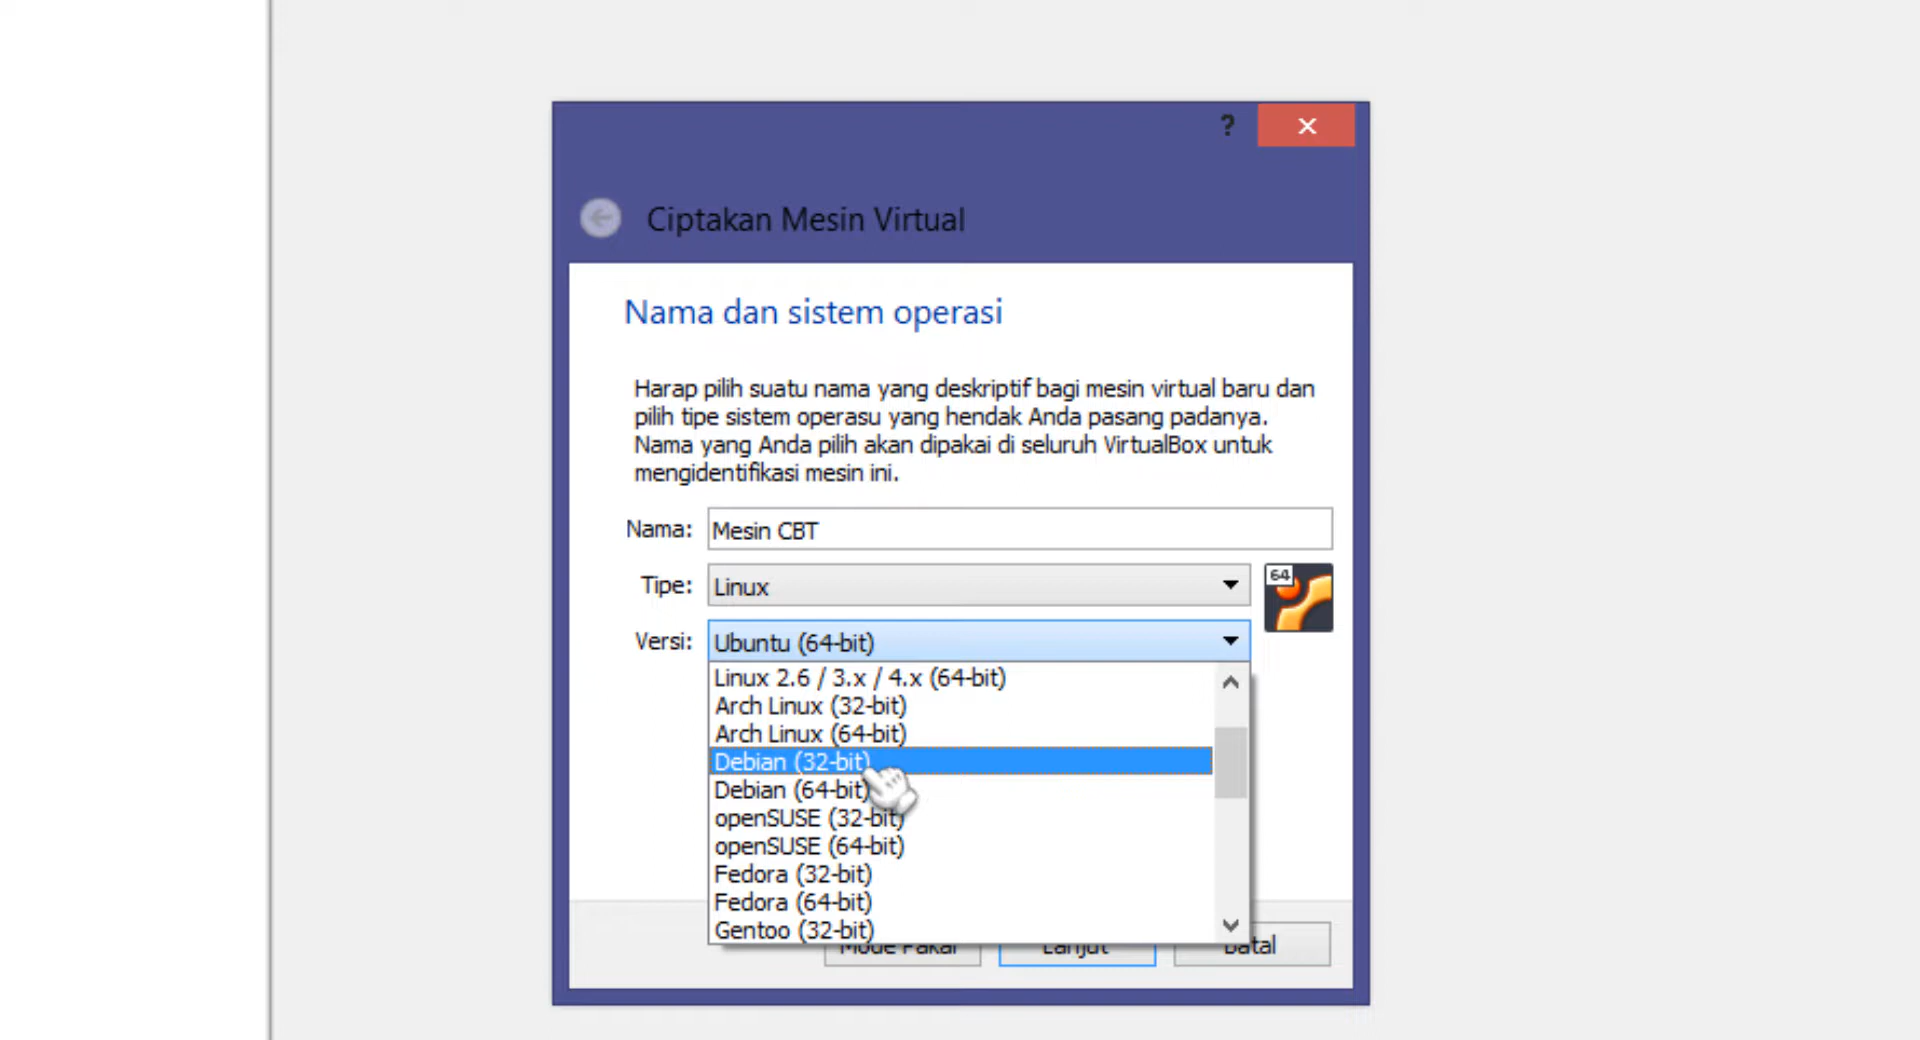 ?
Ciptakan Mesin Virtual
Nama dan sistem operasi
Harap pilih suatu nama yang deskriptif bagi mesin virtual baru dan
pilih tipe sistem operasu yang hendak Anda pasang padanya.
Nama yang Anda pilih akan dipakai di seluruh VirtualBox untuk
mengidentifikasi mesin ini.
Nama: Mesin CBT
Tipe: Linux
64
Versi: Ubuntu (64-bit)
Linux 2.6 / 3.x / 4.x (64-bit)
Arch Linux (32-bit)
Arch Linux (64-bit)
Debian (32-bit)
Debian (64-bit)
openSUSE (32-bit)
openSUSE (64-bit)
Fedora (32-bit)
Fedora (64-bit)
Gentoo (32-bit)
Mode Pakar Lanjut Batal